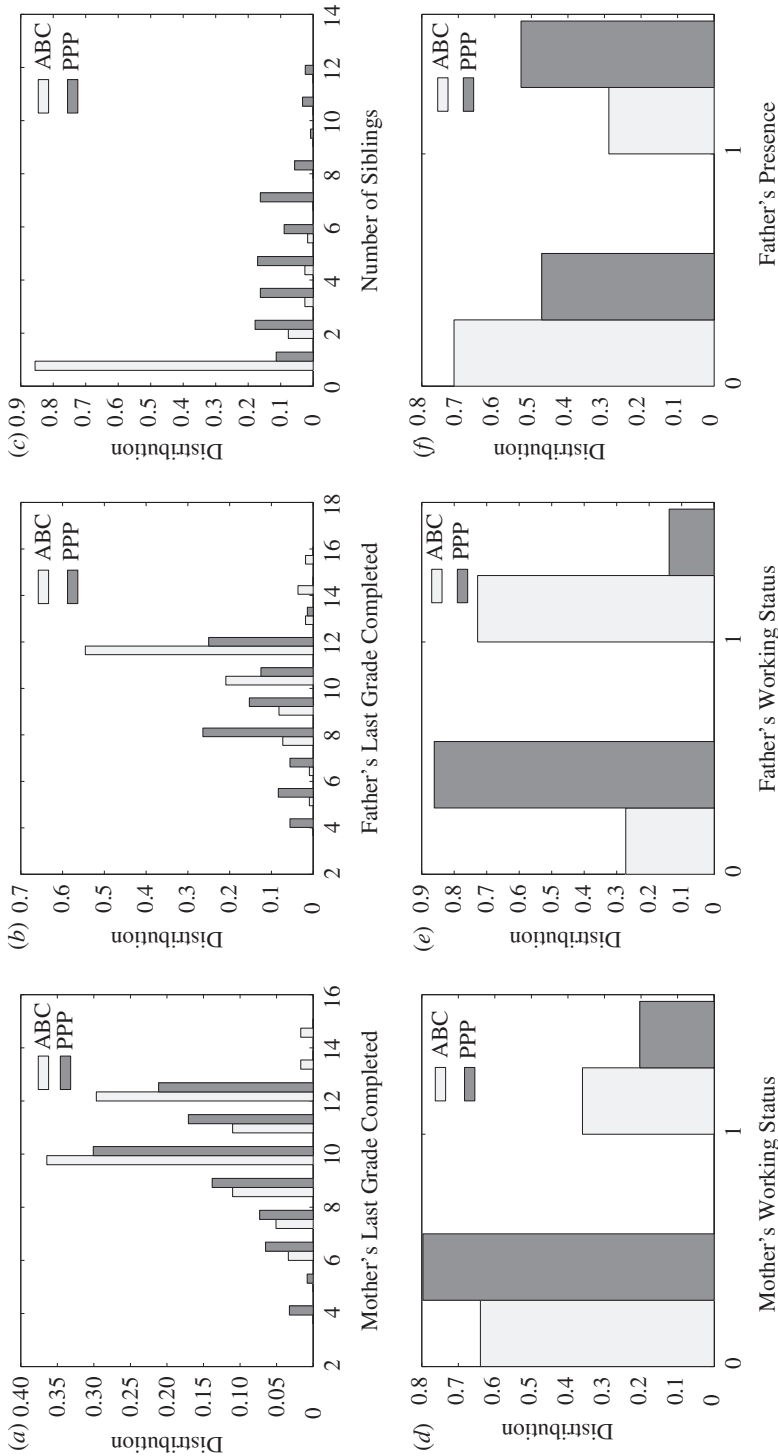 (a)
0.40
0.35
0.30
0.25
0.20
0.15
0.10
0.05
0
Distribution
2 4 6 8 10 12 14 16
Mother's Last Grade Completed
ABC
PPP
(b)
0.7
0.6
0.5
0.4
0.3
0.2
0.1
0
Distribution
2 4 6 8 10 12 14 16 18
Father's Last Grade Completed
ABC
PPP
(c)
0.9
0.8
0.7
0.6
0.5
0.4
0.3
0.2
0.1
0
Distribution
0 2 4 6 8 10 12 14
Number of Siblings
ABC
PPP
(d)
0.8
0.7
0.6
0.5
0.4
0.3
0.2
0.1
0
Distribution
0 1
Mother's Working Status
ABC
PPP
(e)
0.9
0.8
0.7
0.6
0.5
0.4
0.3
0.2
0.1
0
Distribution
0 1
Father's Working Status
ABC
PPP
(f)
0.8
0.7
0.6
0.5
0.4
0.3
0.2
0.1
0
Distribution
0 1
Father's Presence
ABC
PPP